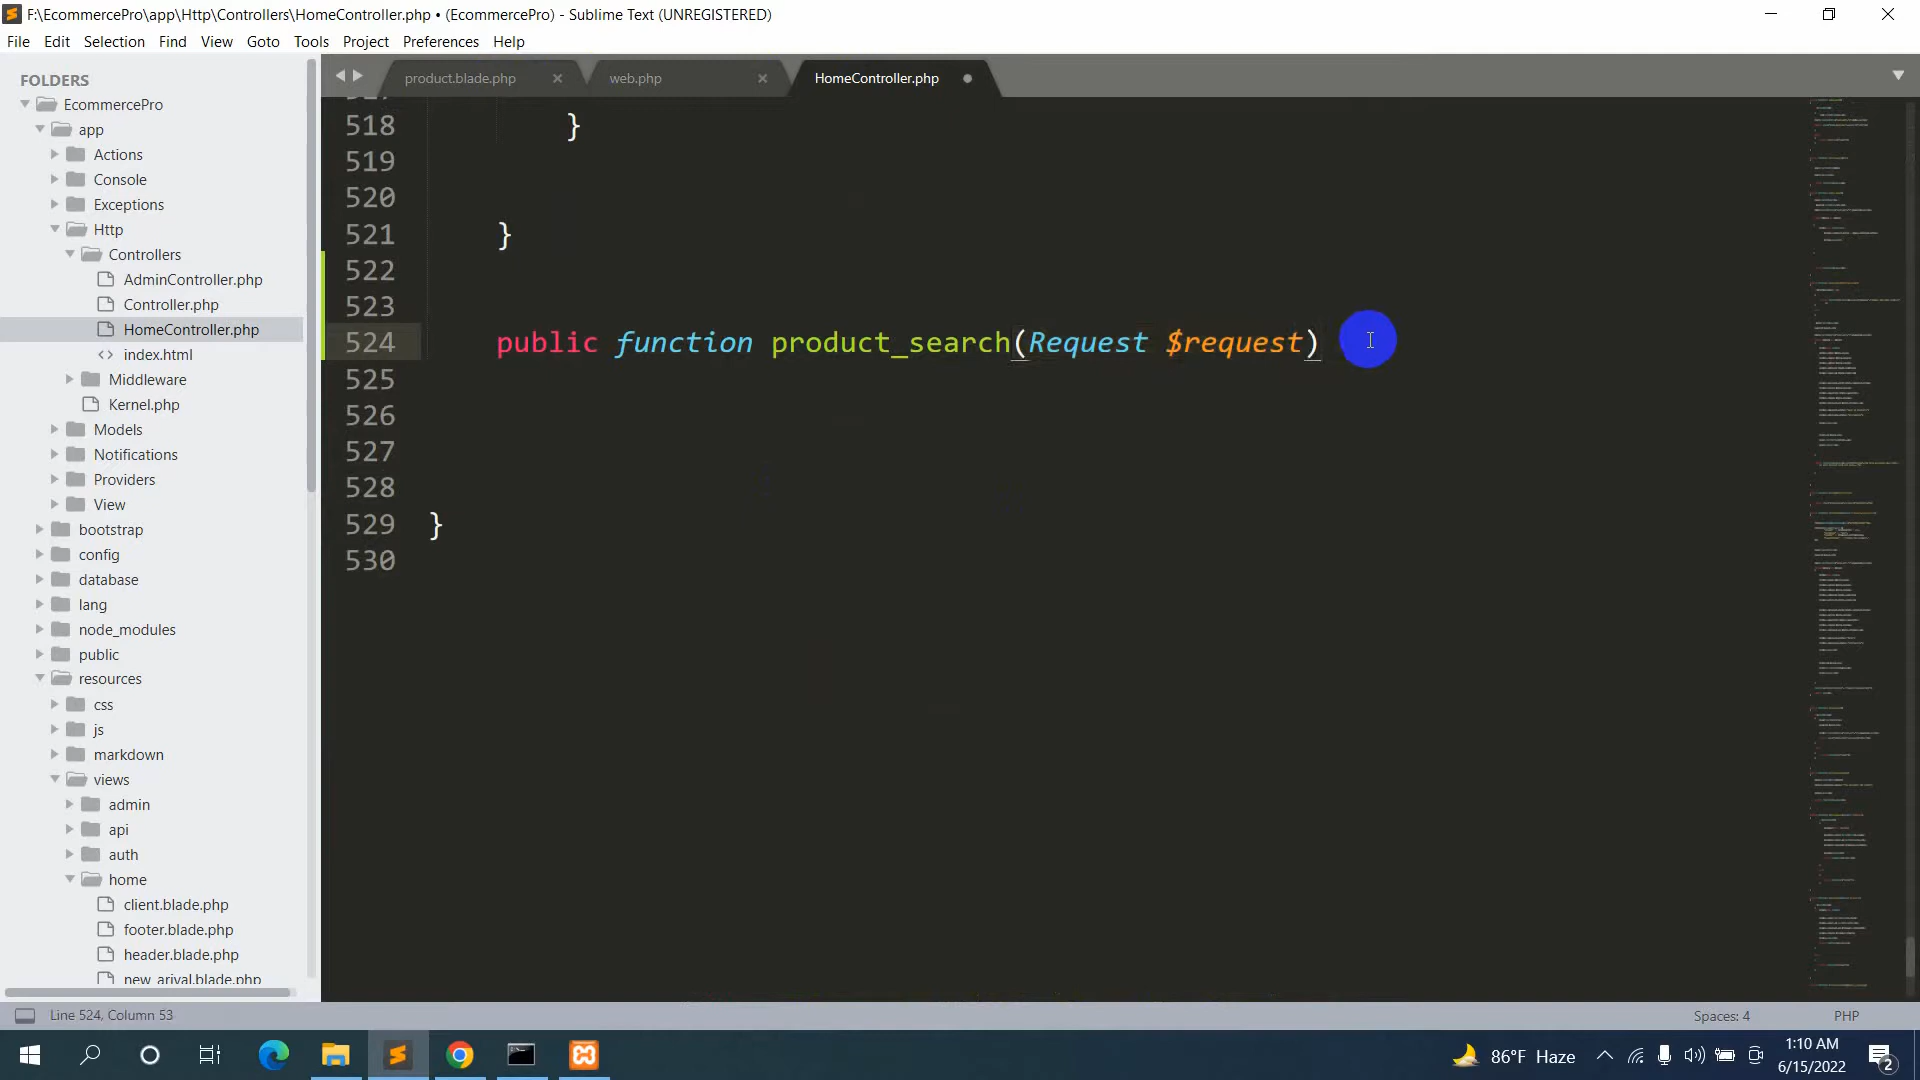 F:\EcommercePro\app\Http\Controllers\HomeController.php • (EcommercePro) - Sublime Text (UNREGISTERED)
File Edit Selection Find View Goto Tools Project Preferences Help
FOLDERS
EcommercePro
app
Actions
Console
Exceptions
Http
Controllers
AdminController.php
Controller.php
HomeController.php
index.html
Middleware
Kernel.php
Models
Notifications
Providers
View
bootstrap
config
database
lang
node_modules
public
resources
css
js
markdown
views
admin
api
auth
home
client.blade.php
footer.blade.php
header.blade.php
new_arival.blade.php
product.blade.php
web.php
HomeController.php
518 }
519
520
521 }
522
523
524 public function product_search(Request $request)
525
526
527
528
529 }
530
Line 524, Column 53
Spaces: 4
PHP
86°F Haze
1:10 AM
6/15/2022
2